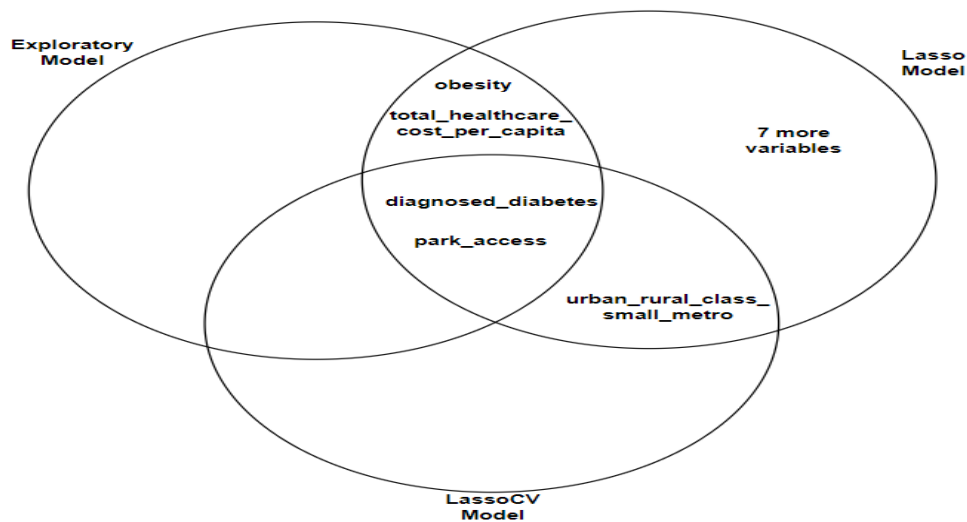 Exploratory
Model
Lasso
Model
obesity
total_healthcare_
cost_per_capita
7 more
variables
diagnosed_diabetes
park_access
urban_rural_class_
small_metro
LassoCV
Model